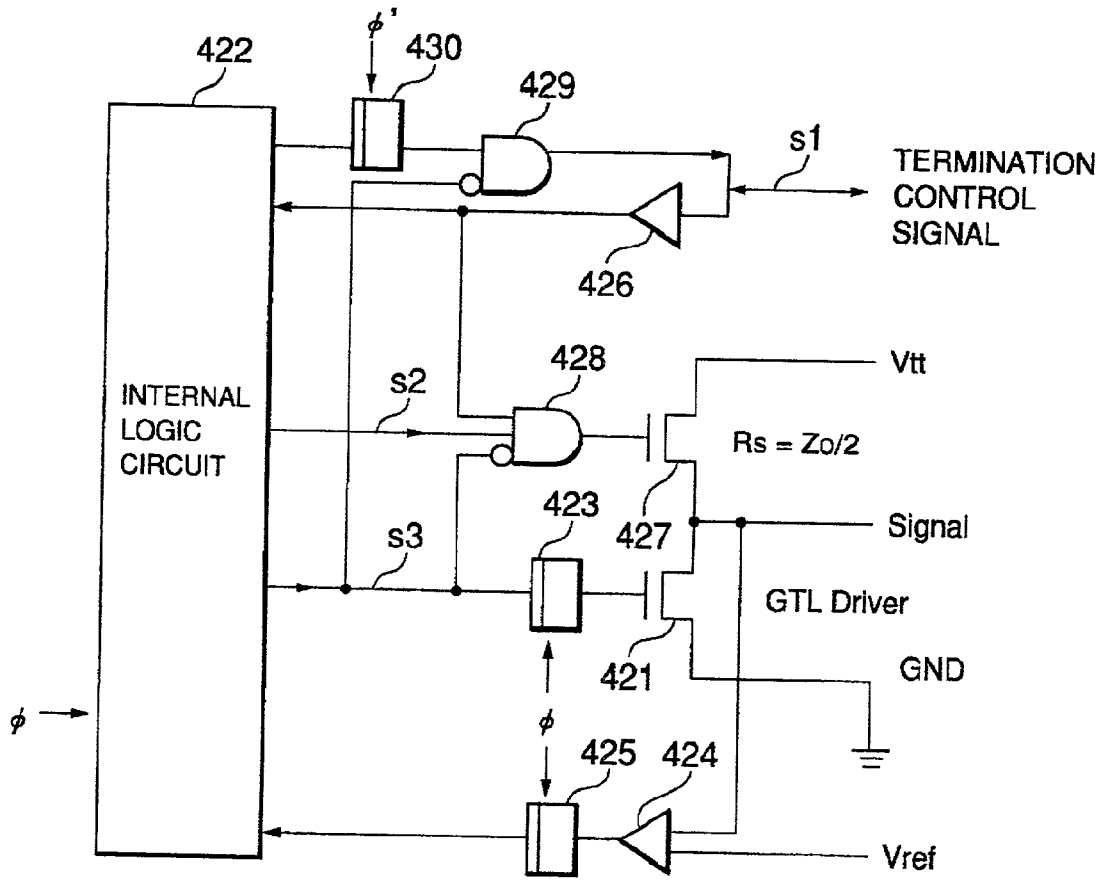 ϕ'
422
430
429
s1
TERMINATION
CONTROL
SIGNAL
426
428
Vtt
s2
INTERNAL
LOGIC
CIRCUIT
Rs = Zo/2
423
427
Signal
s3
GTL Driver
421
GND
ϕ
ϕ
425
424
Vref